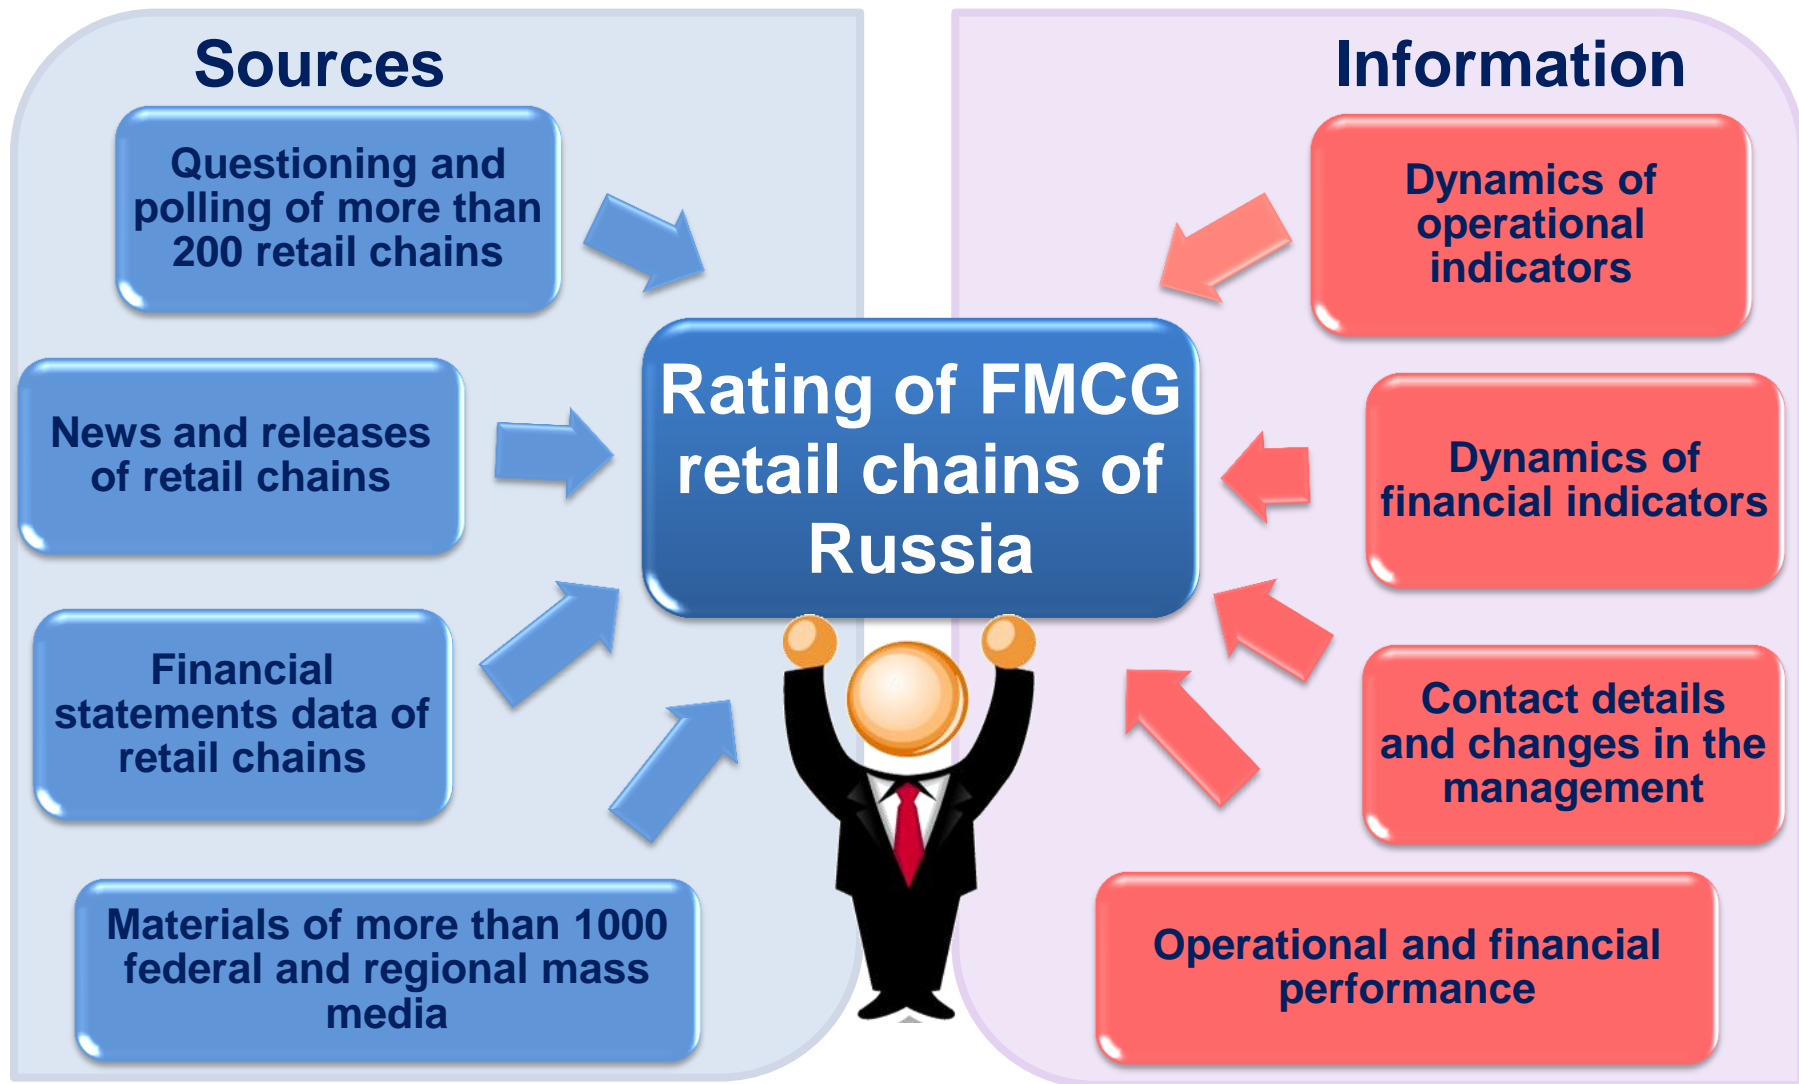 Sources
Questioning and
polling of more than
200 retail chains
News and releases
of retail chains
Financial
statements data of
retail chains
Materials of more than 1000
federal and regional mass
media
Rating of FMCG
retail chains of
Russia
Information
Dynamics of
operational
indicators
Dynamics of
financial indicators
Contact details
and changes in the
management
Operational and financial
performance